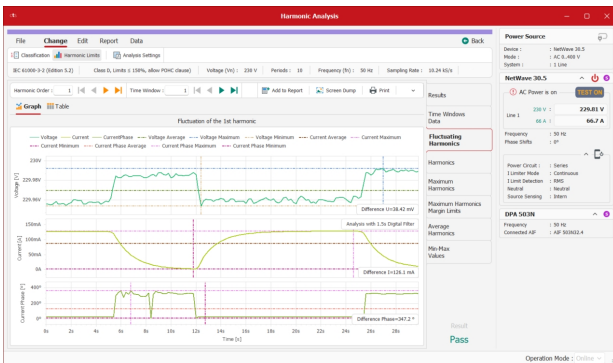 Harmonic Analysis
File Change Edit Report Data Back
Classification Harmonic Limits Analysis Settings
IEC 61000-3-2 (Edition 5.2) Class D, Limits ± 150%, allow POHC clause) Voltage (Vn) : 230 V Periods : 10 Frequency (fn) : 50 Hz Sampling Rate : 10.24 kS/s
Harmonic Order : 1 Time Window : 1 Add to Report Screen Dump Print
Graph Table
Fluctuation of the 1st harmonic
Voltage Current CurrentPhase Voltage Average Voltage Maximum Voltage Minimum Current Average Current Maximum
Current Minimum Current Phase Average Current Phase Maximum Current Phase Minimum
Voltage [V]
230V
229.98V
229.96V
Difference U=38.42 mV
Current [A]
150mA
100mA
50mA
0A
Analysis with 1.5s Digital Filter
Difference I=126.1 mA
Current Phase [°]
400°
200°
0°
Difference Phase=347.2 °
0s 2s 4s 6s 8s 10s 12s 14s 16s 18s 20s 22s 24s 26s 28s
Time [s]
Results
Time Windows
Data
Fluctuating
Harmonics
Harmonics
Maximum
Harmonics
Maximum Harmonics
Margin Limits
Average
Harmonics
Min-Max
Values
Result
Pass
Power Source
Device : NetWave 30.5
Mode : AC 0..400 V
System : 1 Line
NetWave 30.5
AC Power is on TEST ON
Line 1
230 V : 229.81 V
66 A : 66.7 A
Frequency : 50 Hz
Phase Shifts : 0°
Power Circuit : Series
I Limiter Mode : Continuous
I Limit Detection : RMS
Neutral : Neutral
Source Sensing : Intern
DPA 503N
Frequency : 50 Hz
Connected AIF : AIF 503N32.4
Operation Mode : Online